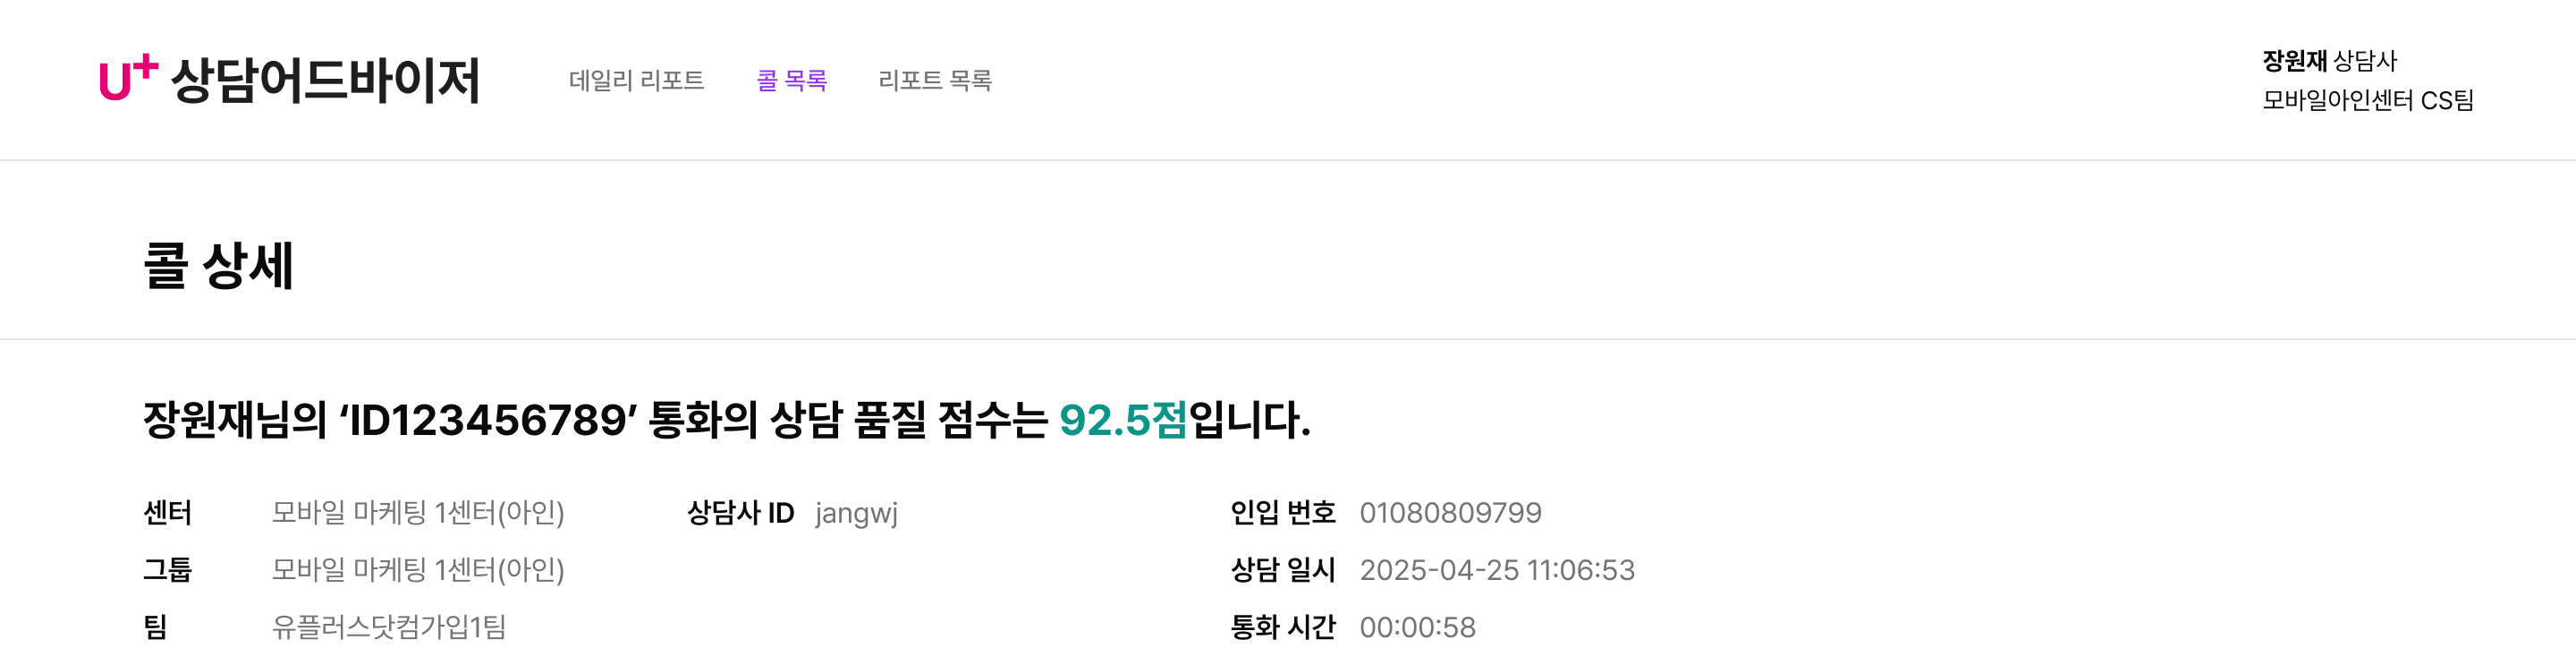 U+ 상담어드바이저 데일리 리포트 콜 목록 리포트 목록
장원재 상담사
모바일아인센터 CS팀
콜 상세
장원재님의 ‘ID123456789’ 통화의 상담 품질 점수는 92.5점입니다.
센터 모바일 마케팅 1센터(아인) 상담사 ID jangwj 인입 번호 01080809799
그룹 모바일 마케팅 1센터(아인) 상담 일시 2025-04-25 11:06:53
팀 유플러스닷컴가입1팀 통화 시간 00:00:58